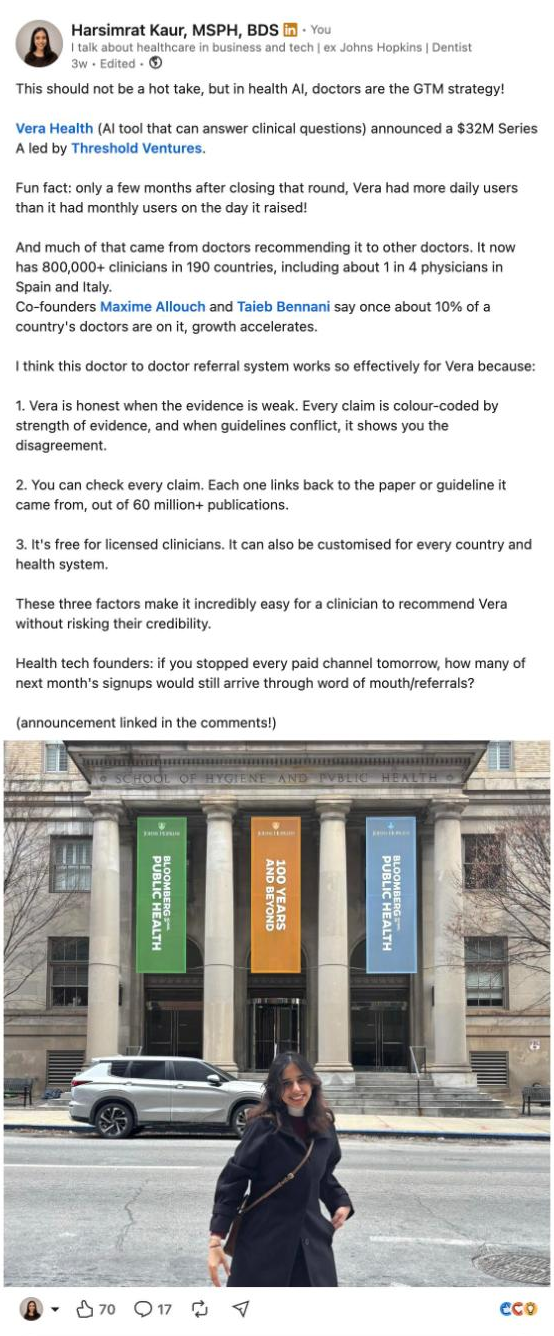 Harsimrat Kaur, MSPH, BDS in • You
I talk about healthcare in business and tech | ex Johns Hopkins | Dentist
3w • Edited •
This should not be a hot take, but in health AI, doctors are the GTM strategy!
Vera Health (AI tool that can answer clinical questions) announced a $32M Series
A led by Threshold Ventures.
Fun fact: only a few months after closing that round, Vera had more daily users
than it had monthly users on the day it raised!
And much of that came from doctors recommending it to other doctors. It now
has 800,000+ clinicians in 190 countries, including about 1 in 4 physicians in
Spain and Italy.
Co-founders Maxime Allouch and Taieb Bennani say once about 10% of a
country's doctors are on it, growth accelerates.
I think this doctor to doctor referral system works so effectively for Vera because:
1. Vera is honest when the evidence is weak. Every claim is colour-coded by
strength of evidence, and when guidelines conflict, it shows you the
disagreement.
2. You can check every claim. Each one links back to the paper or guideline it
came from, out of 60 million+ publications.
3. It's free for licensed clinicians. It can also be customised for every country and
health system.
These three factors make it incredibly easy for a clinician to recommend Vera
without risking their credibility.
Health tech founders: if you stopped every paid channel tomorrow, how many of
next month's signups would still arrive through word of mouth/referrals?
(announcement linked in the comments!)
SCHOOL OF HYGIENE AND PVBLIC HEALTH
JOHNS HOPKINS
BLOOMBERG
PUBLIC HEALTH
JOHNS HOPKINS
100 YEARS
AND BEYOND
JOHNS HOPKINS
BLOOMBERG
PUBLIC HEALTH
70
17